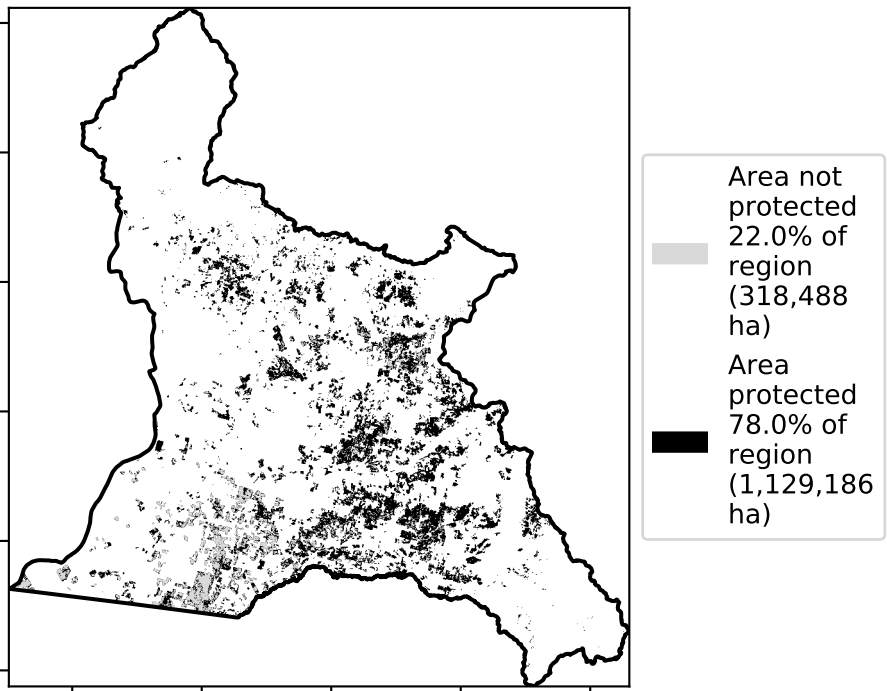 Area not
protected
22.0% of
region
(318,488
ha)
Area
protected
78.0% of
region
(1,129,186
ha)